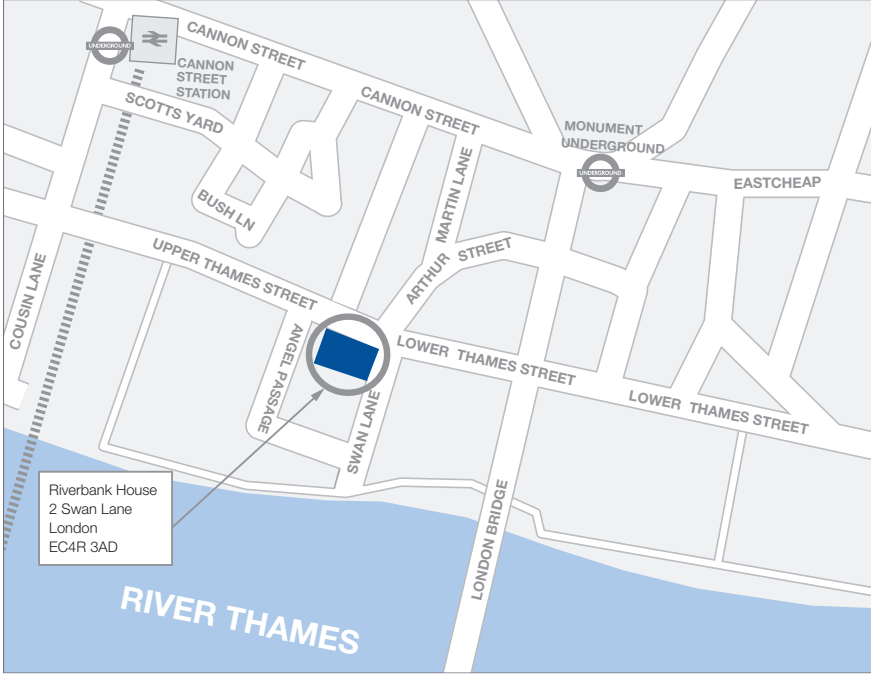 CANNON STREET
UNDERGROUND
CANNON
STREET
STATION
SCOTTS YARD
CANNON STREET
MONUMENT
UNDERGROUND
UNDERGROUND
EASTCHEAP
MARTIN LANE
BUSH LN
ARTHUR STREET
UPPER THAMES STREET
COUSIN LANE
ANGEL PASSAGE
LOWER THAMES STREET
LOWER THAMES STREET
SWAN LANE
Riverbank House
2 Swan Lane
London
EC4R 3AD
LONDON BRIDGE
RIVER THAMES